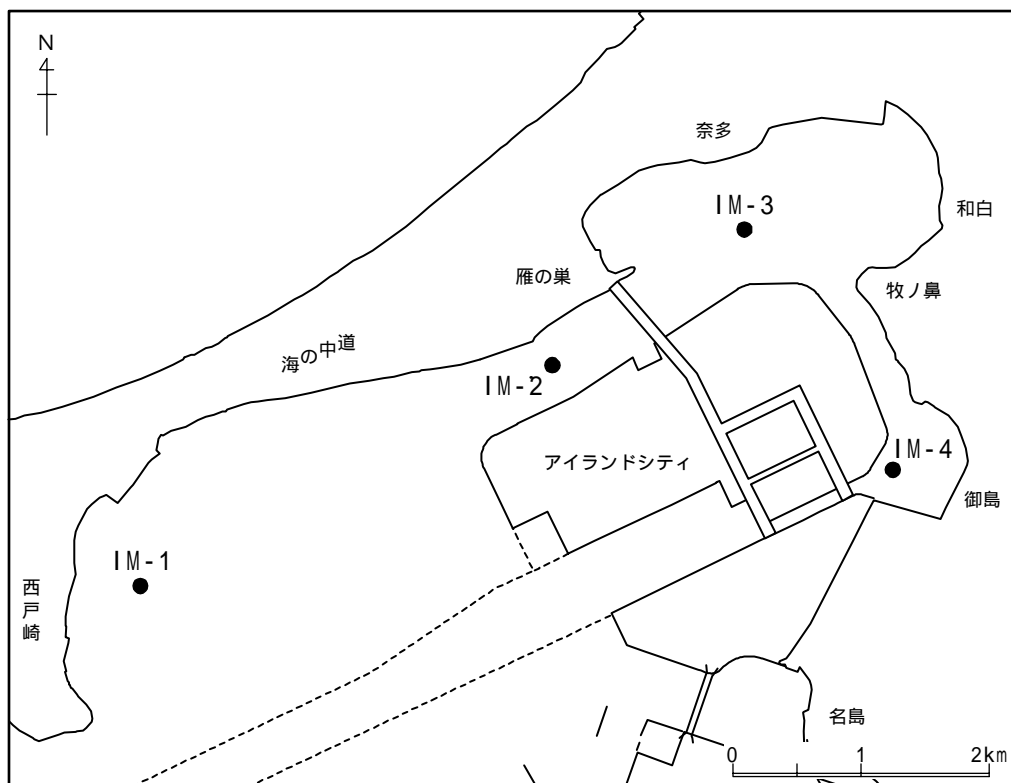 N
奈多
IM-3
和白
雁の巣
牧ノ鼻
海の中道
IM-2
アイランドシティ
IM-4
御島
IM-1
西戸崎
名島
0 1 2km